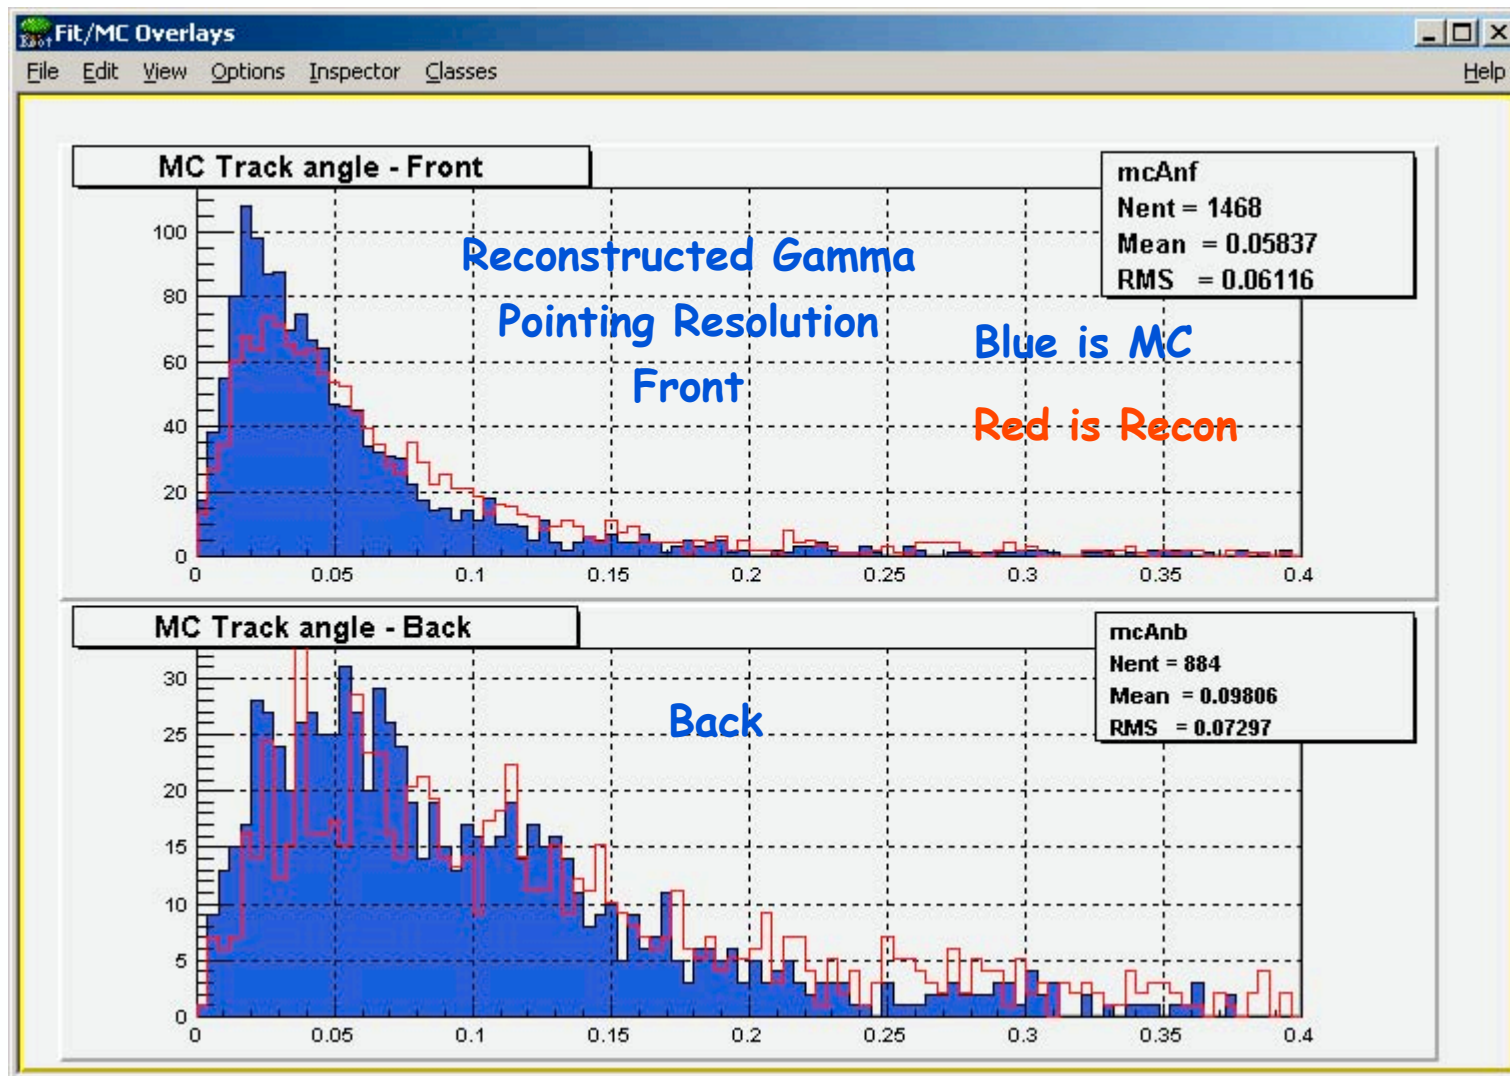 Fit/MC Overlays
File Edit View Options Inspector Classes Help
MC Track angle - Front
mcAnf
Nent = 1468
Mean = 0.05837
RMS = 0.06116
Reconstructed Gamma
Pointing Resolution
Front
Blue is MC
Red is Recon
100
80
60
40
20
0
0 0.05 0.1 0.15 0.2 0.25 0.3 0.35 0.4
MC Track angle - Back
mcAnb
Nent = 884
Mean = 0.09806
RMS = 0.07297
Back
30
25
20
15
10
5
0
0 0.05 0.1 0.15 0.2 0.25 0.3 0.35 0.4